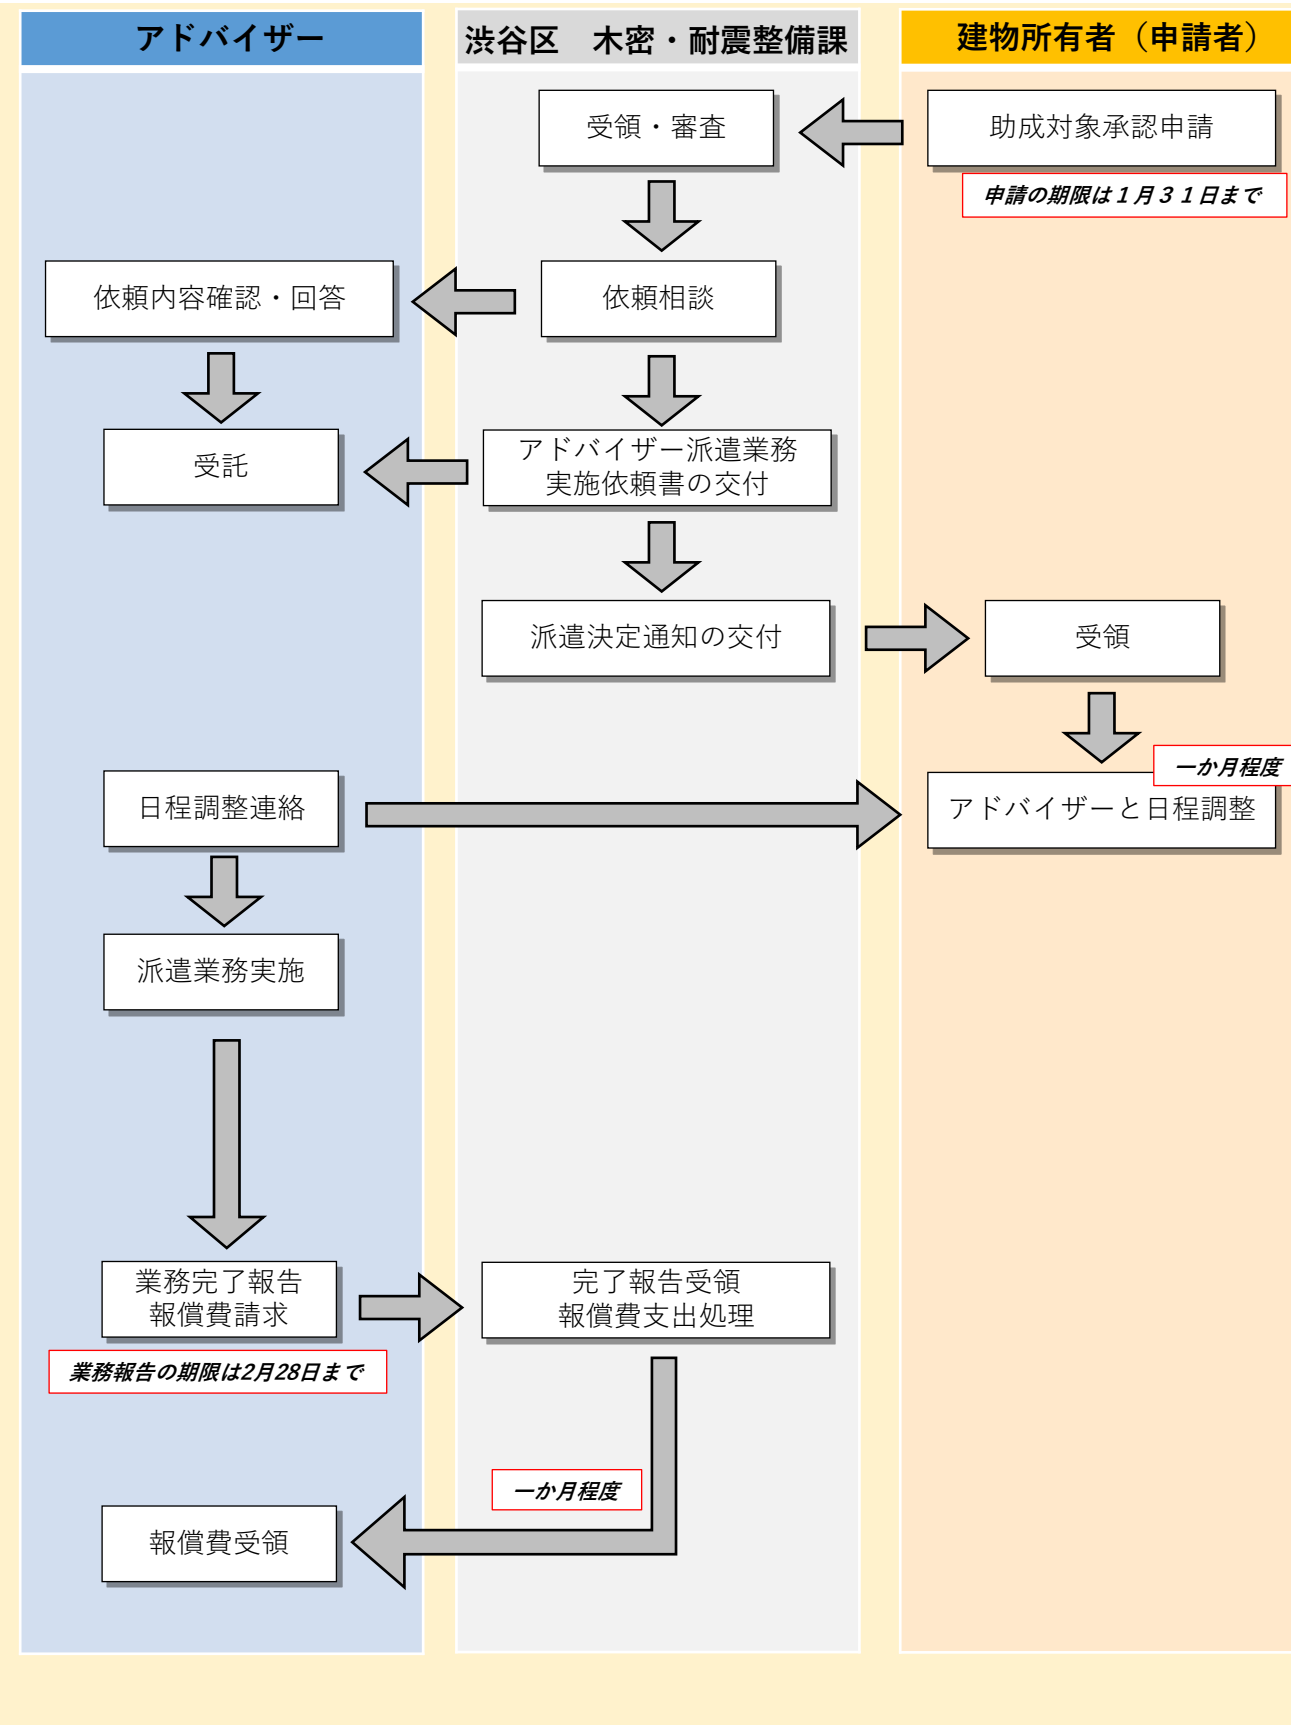 アドバイザー
渋谷区　木密・耐震整備課
建物所有者（申請者）
受領・審査
助成対象承認申請
申請の期限は１月３１日まで
依頼内容確認・回答
依頼相談
受託
アドバイザー派遣業務
実施依頼書の交付
派遣決定通知の交付
受領
一か月程度
日程調整連絡
アドバイザーと日程調整
派遣業務実施
業務完了報告
報償費請求
完了報告受領
報償費支出処理
業務報告の期限は2月28日まで
一か月程度
報償費受領